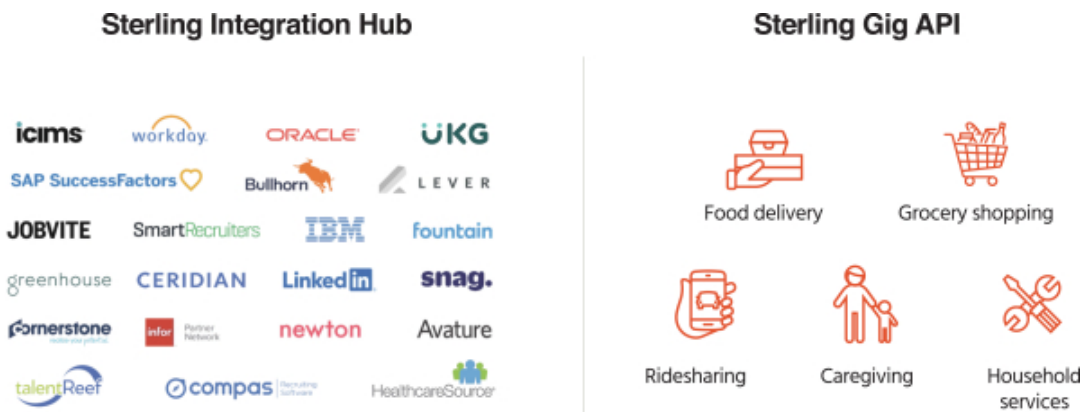 Sterling Integration Hub
Sterling Gig API
icims
workday.
ORACLE
UKG
SAP SuccessFactors
Bullhorn
LEVER
JOBVITE
SmartRecruiters
IBM
fountain
greenhouse
CERIDIAN
LinkedIn
snag.
Cornerstone
infor
Partner
Network
newton
Avature
talentReef
compas
Recruiting
Software
HealthcareSource
Food delivery
Grocery shopping
Ridesharing
Caregiving
Household
services